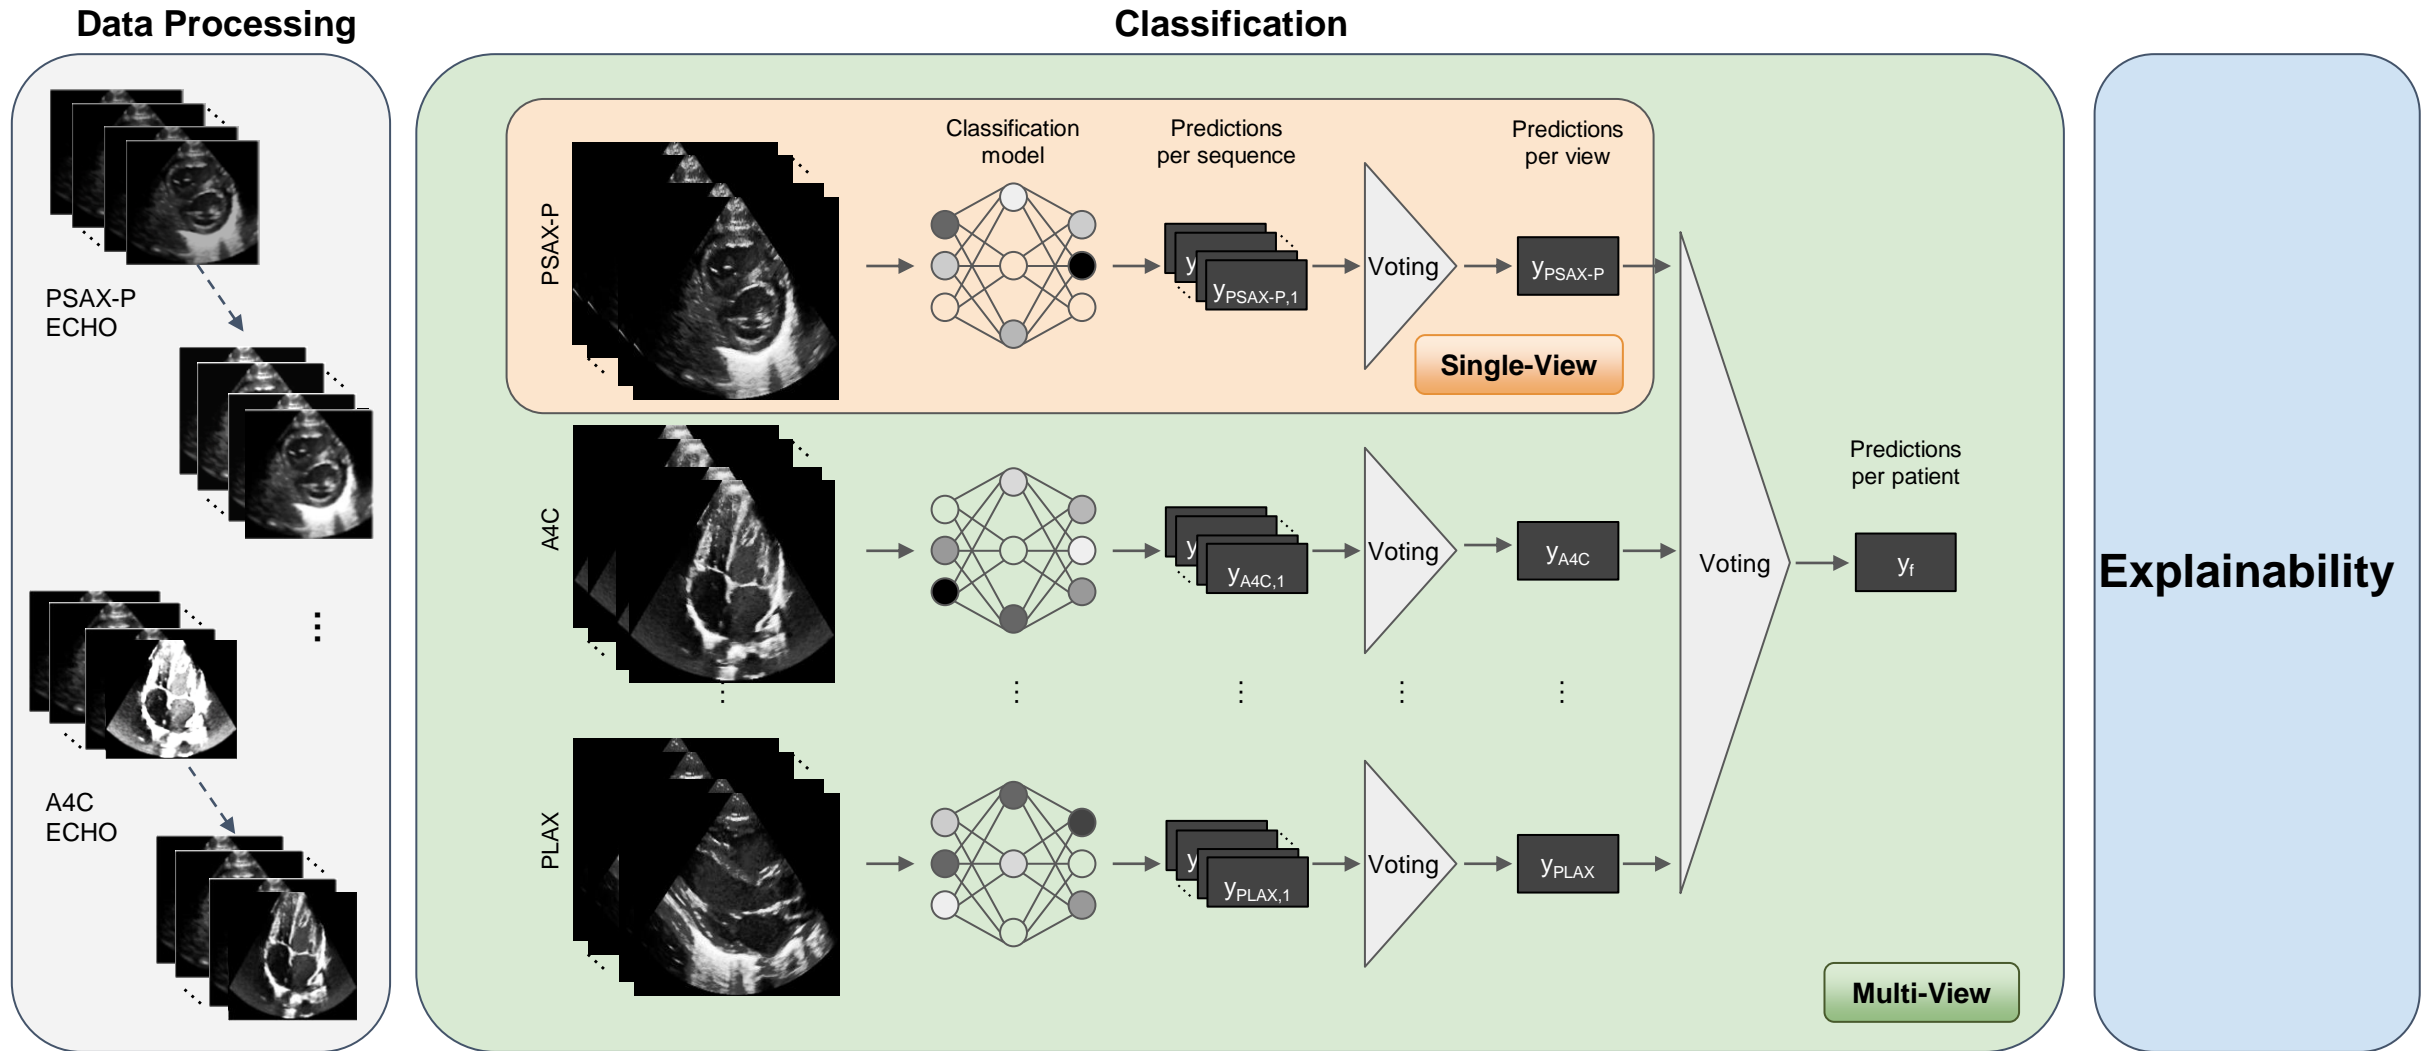 Data Processing
Classification
PSAX-P
ECHO
A4C
ECHO
PSAX-P
Classification
model
Predictions
per sequence
Predictions
per view
y
yPSAX-P,1
Voting
yPSAX-P
Single-View
A4C
y
yA4C,1
Voting
yA4C
PLAX
y
yPLAX,1
Voting
yPLAX
Voting
Predictions
per patient
yf
Multi-View
Explainability